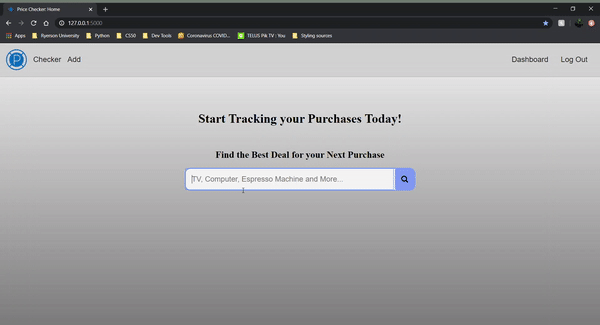 Price Checker: Home
127.0.0.1:5000
Apps Ryerson University Python CS50 Dev Tools Coronavirus COVID... TELUS Pik TV : You Styling sources
P Checker Add Dashboard Log Out
Start Tracking your Purchases Today!
Find the Best Deal for your Next Purchase
TV, Computer, Espresso Machine and More...